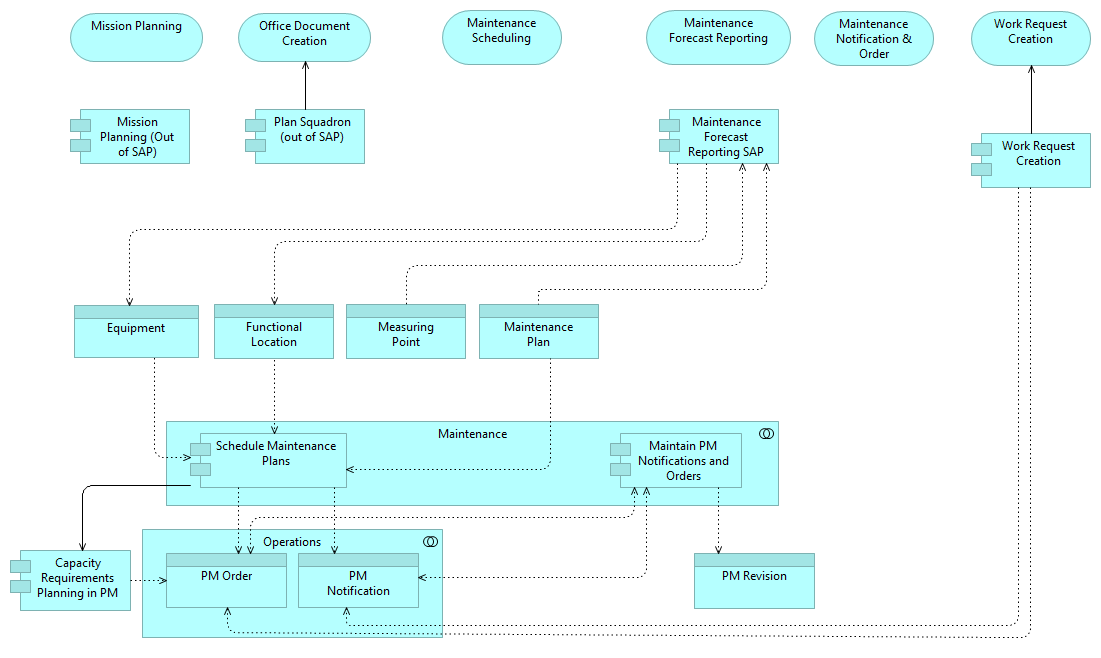 Mission Planning
Office Document
Creation
Maintenance
Scheduling
Maintenance
Forecast Reporting
Maintenance
Notification &
Order
Work Request
Creation
Mission
Planning (Out
of SAP)
Plan Squadron
(out of SAP)
Maintenance
Forecast
Reporting SAP
Work Request
Creation
Equipment
Functional
Location
Measuring
Point
Maintenance
Plan
Maintenance
Schedule Maintenance
Plans
Maintain PM
Notifications and
Orders
Operations
Capacity
Requirements
Planning in PM
PM Order
PM
Notification
PM Revision